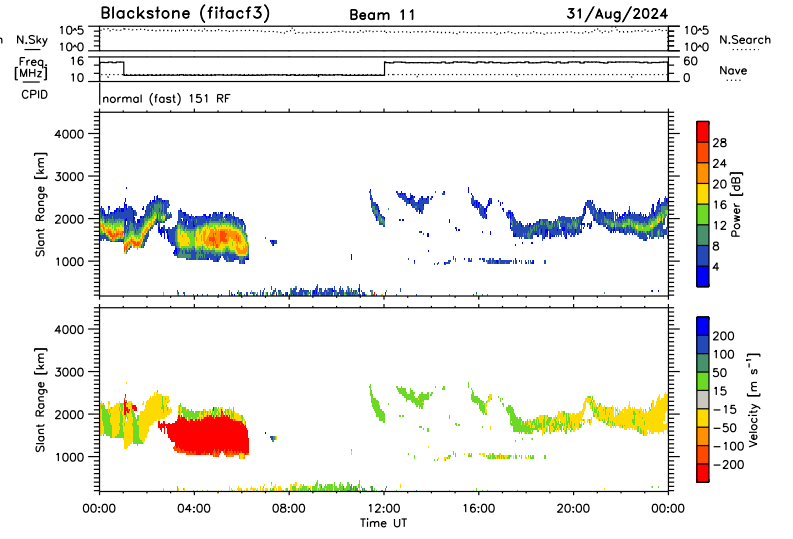 Blackstone (fitacf3)
Beam 11
31/Aug/2024
N.Sky
10^5
10^0
10^5
10^0
N.Search
Freq.
[MHz]
16
10
60
0
Nave
CPID
normal (fast) 151 RF
Slant Range [km]
4000
3000
2000
1000
28
24
20
16
12
8
4
Power [dB]
Slant Range [km]
4000
3000
2000
1000
200
100
50
15
−15
−50
−100
−200
Velocity [m s⁻¹]
00:00 04:00 08:00 12:00 16:00 20:00 00:00
Time UT